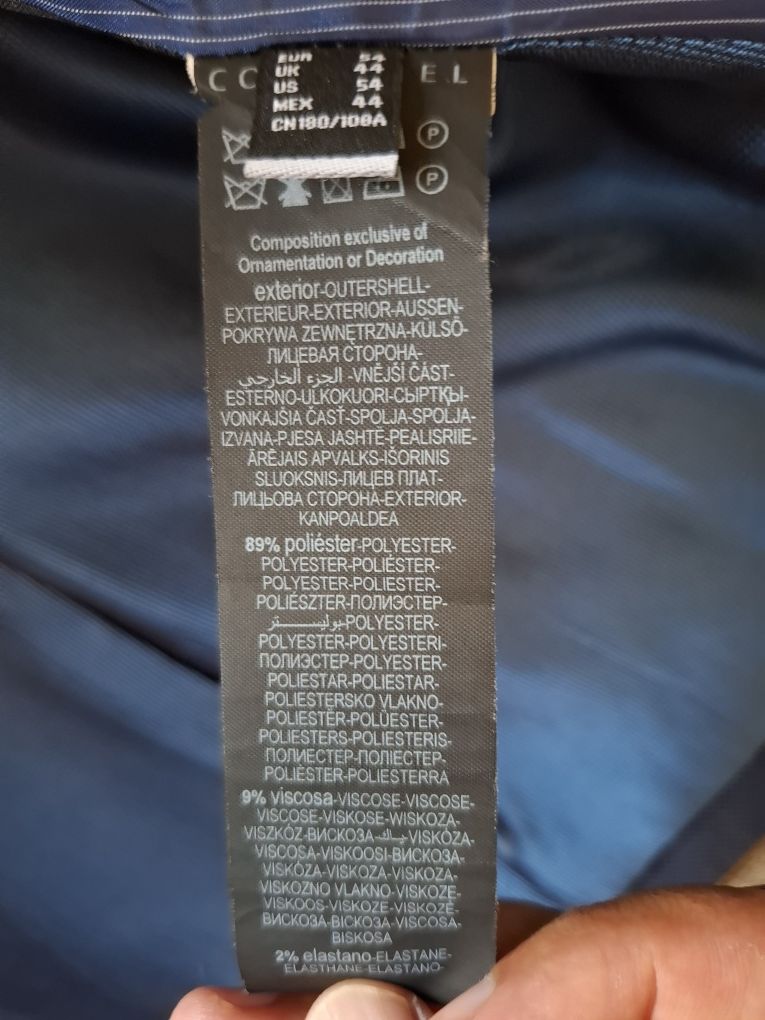 UK 44
US 54
MEX 44
CN180/108A
E L
P
P
Composition exclusive of
Ornamentation or Decoration
exterior-OUTERSHELL-
EXTERIEUR-EXTERIOR-AUSSEN-
POKRYWA ZEWNĘTRZNA-KÜLSŐ-
ЛИЦЕВАЯ СТОРОНА-
الجزء الخارجي -VNĚJŠÍ ČÁST-
ESTERNO-ULKOKUORI-СЫРТҚЫ-
VONKAJŠIA ČASŤ-SPOLJA-SPOLJA-
IZVANA-PJESA JASHTË-PEALISRIIE-
ĀRĒJAIS APVALKS-IŠORINIS
SLUOKSNIS-ЛИЦЕВ ПЛАТ-
ЛИЦЬОВА СТОРОНА-EXTERIOR-
KANPOALDEA
89% poliéster-POLYESTER-
POLYESTER-POLIÉSTER-
POLYESTER-POLIESTER-
POLIÉSZTER-ПОЛИЭСТЕР-
بوليستر-POLYESTER-
POLYESTER-POLYESTERI-
ПОЛИЭСТЕР-POLYESTER-
POLIESTAR-POLIESTAR-
POLIESTERSKO VLAKNO-
POLIESTËR-POLÜESTER-
POLIESTERS-POLIESTERIS-
ПОЛИЕСТЕР-ПОЛІЕСТЕР-
POLIÈSTER-POLIESTERRA
9% viscosa-VISCOSE-VISCOSE-
VISCOSE-VISKOSE-WISKOZA-
VISZKÓZ-ВИСКОЗА-VISKÓZA-
VISCOSA-VISKOOSI-ВИСКОЗА-
VISKÓZA-VISKOZA-VISKOZA-
VISKOZNO VLAKNO-VISKOZE-
VISKOOS-VISKOZE-VISKOZĖ-
ВИСКОЗА-ВІСКОЗА-VISCOSA-
BISKOSA
2% elastano-ELASTANE-
ELASTHANE-ELASTANO-